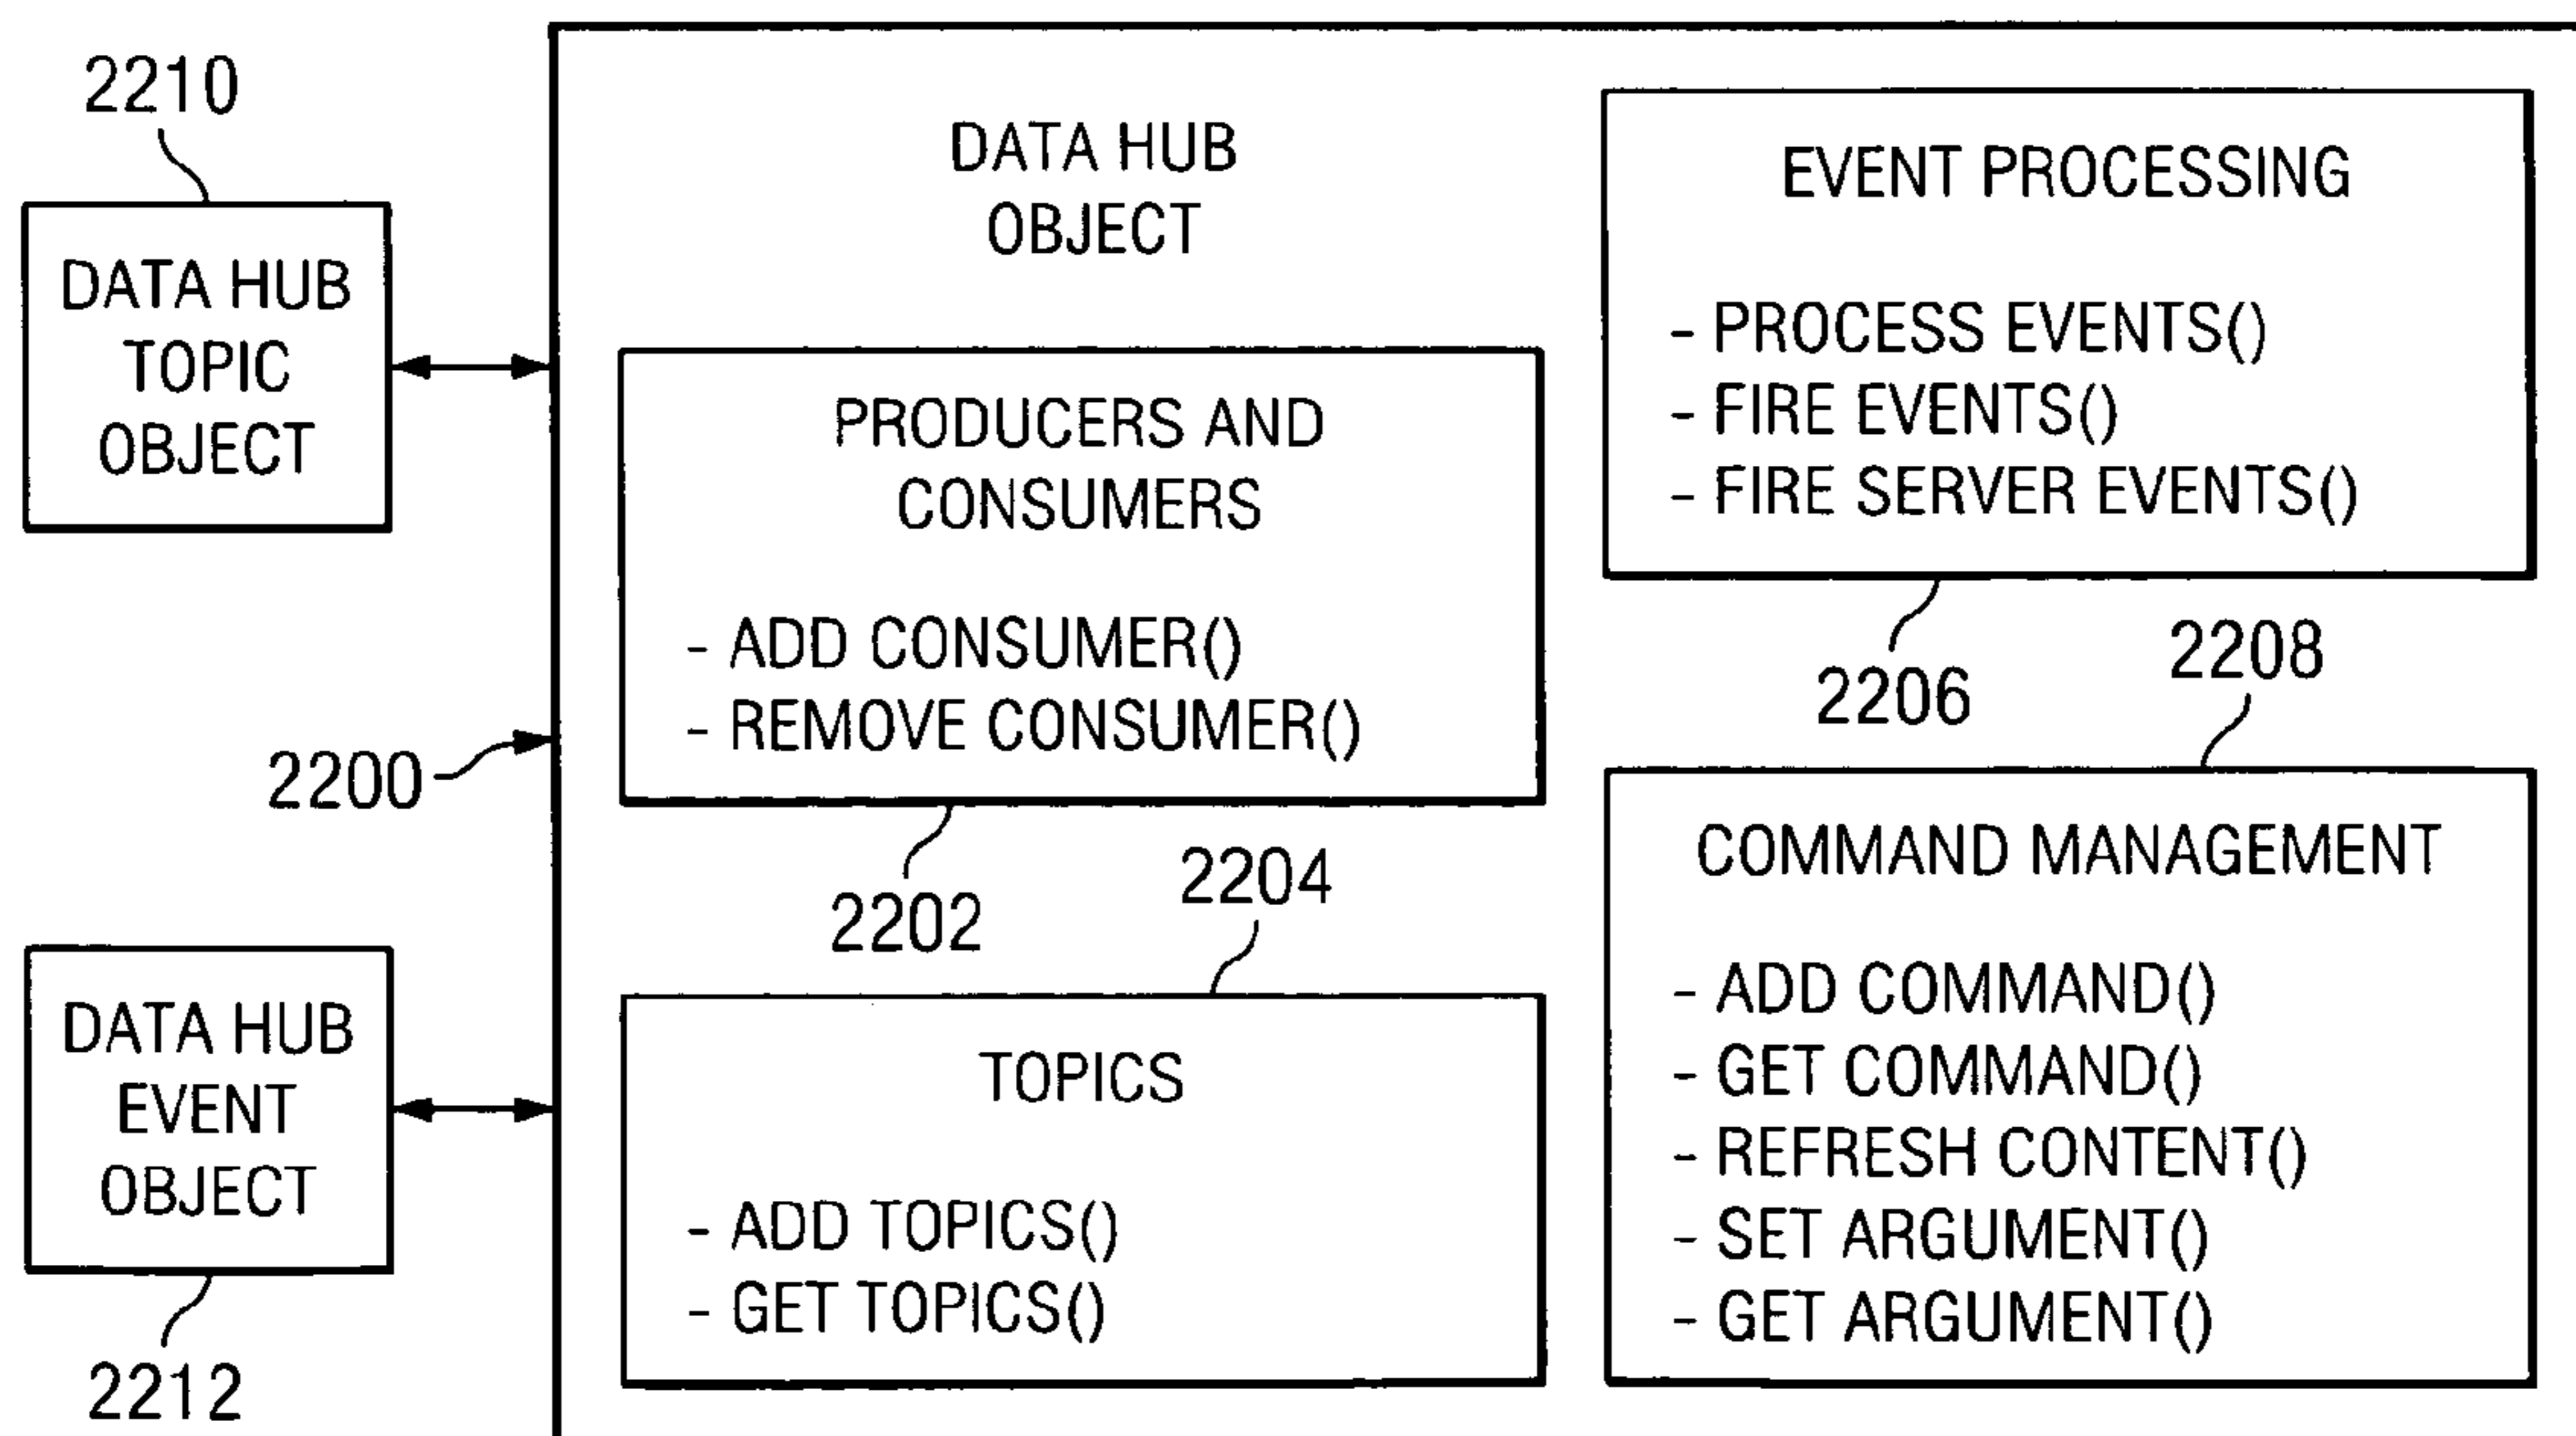 2210
DATA HUB
TOPIC
OBJECT
2200
DATA HUB
EVENT
OBJECT
2212
DATA HUB
OBJECT
PRODUCERS AND
CONSUMERS
- ADD CONSUMER()
- REMOVE CONSUMER()
2202
2204
TOPICS
- ADD TOPICS()
- GET TOPICS()
EVENT PROCESSING
- PROCESS EVENTS()
- FIRE EVENTS()
- FIRE SERVER EVENTS()
2206
2208
COMMAND MANAGEMENT
- ADD COMMAND()
- GET COMMAND()
- REFRESH CONTENT()
- SET ARGUMENT()
- GET ARGUMENT()